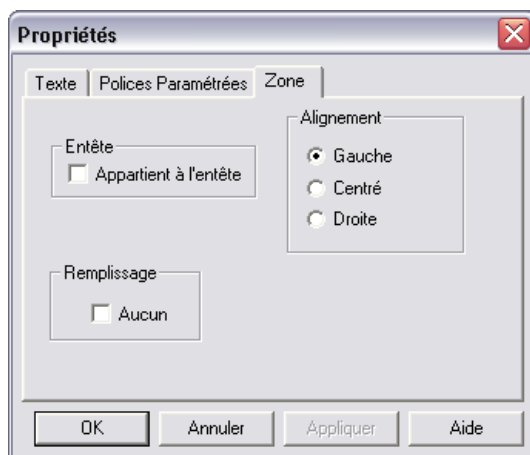 Propriétés
Texte Polices Paramétrées Zone
Alignement
Entête
Gauche
Appartient à l'entête
Centré
Droite
Remplissage
Aucun
OK Annuler Appliquer Aide